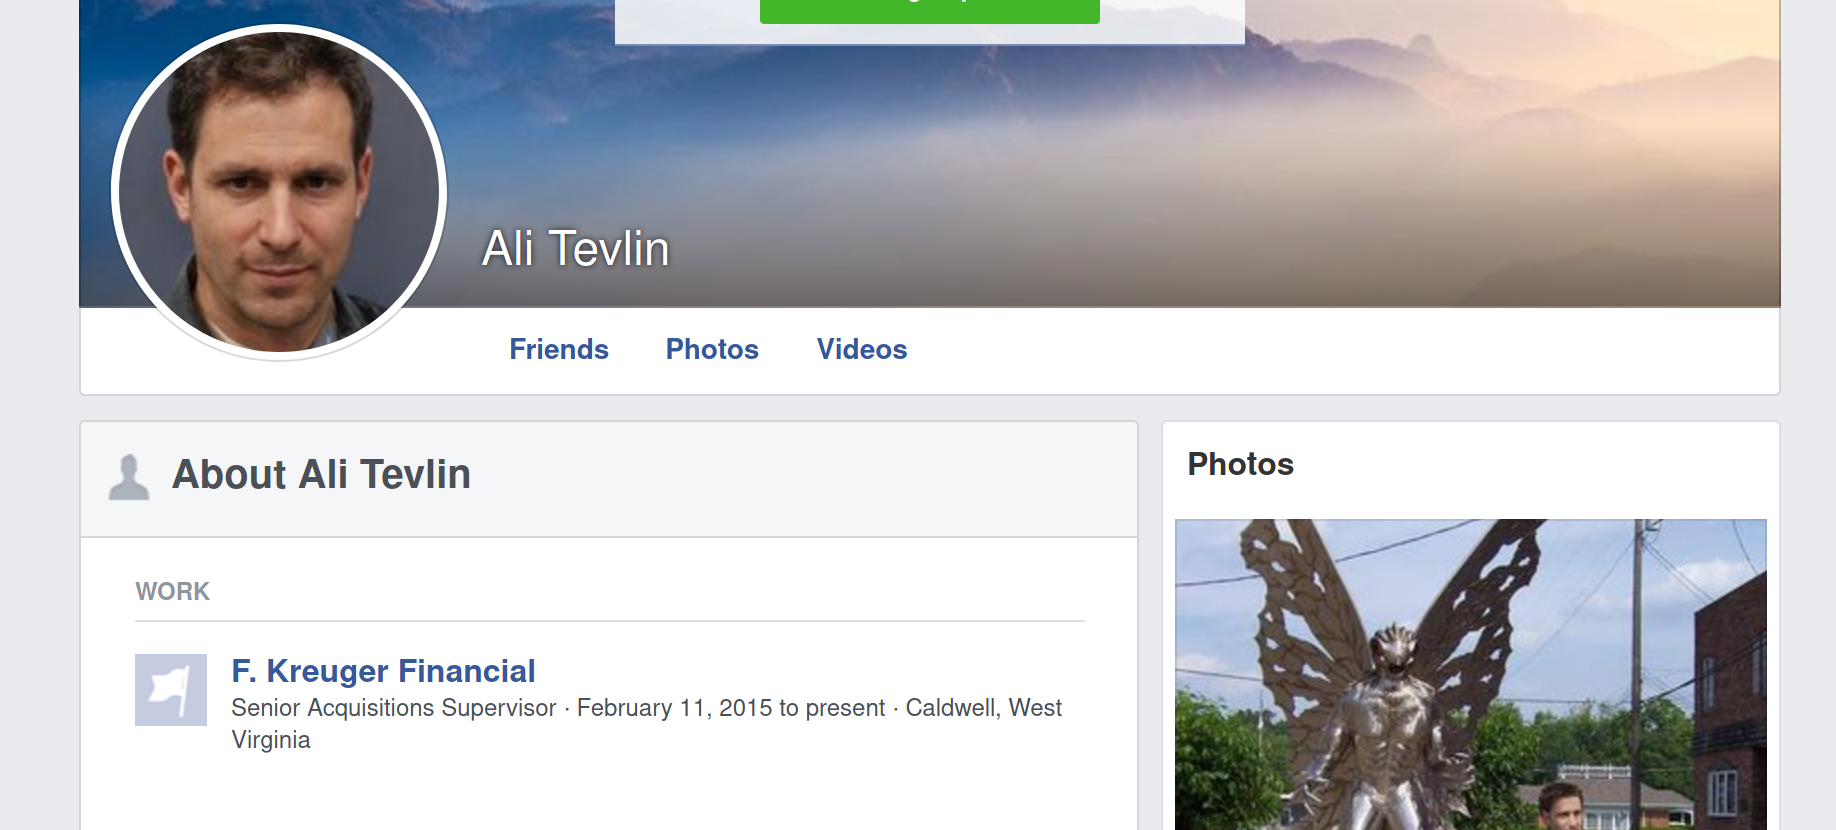 Ali Tevlin
Friends Photos Videos
About Ali Tevlin
WORK
F. Kreuger Financial
Senior Acquisitions Supervisor · February 11, 2015 to present · Caldwell, West
Virginia
Photos